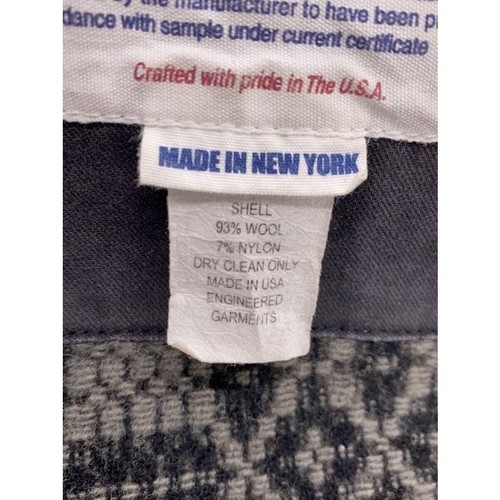 by the manufacturer to have been
dance with sample under current certificate
Crafted with pride in The U.S.A.
MADE IN NEW YORK
SHELL
93% WOOL
7% NYLON
DRY CLEAN ONLY
MADE IN USA
ENGINEERED
GARMENTS